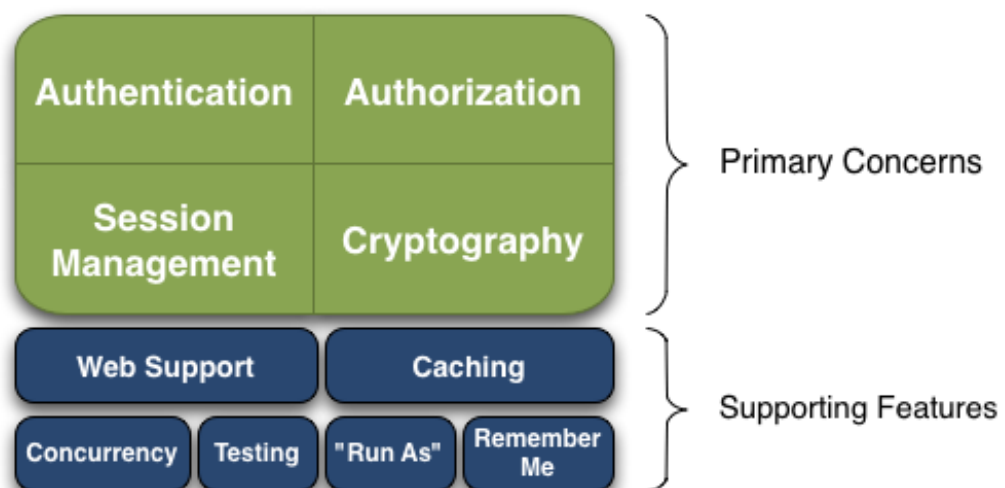 Authentication
Authorization
Session
Management
Cryptography
Primary Concerns
Web Support
Caching
Concurrency
Testing
"Run As"
Remember
Me
Supporting Features